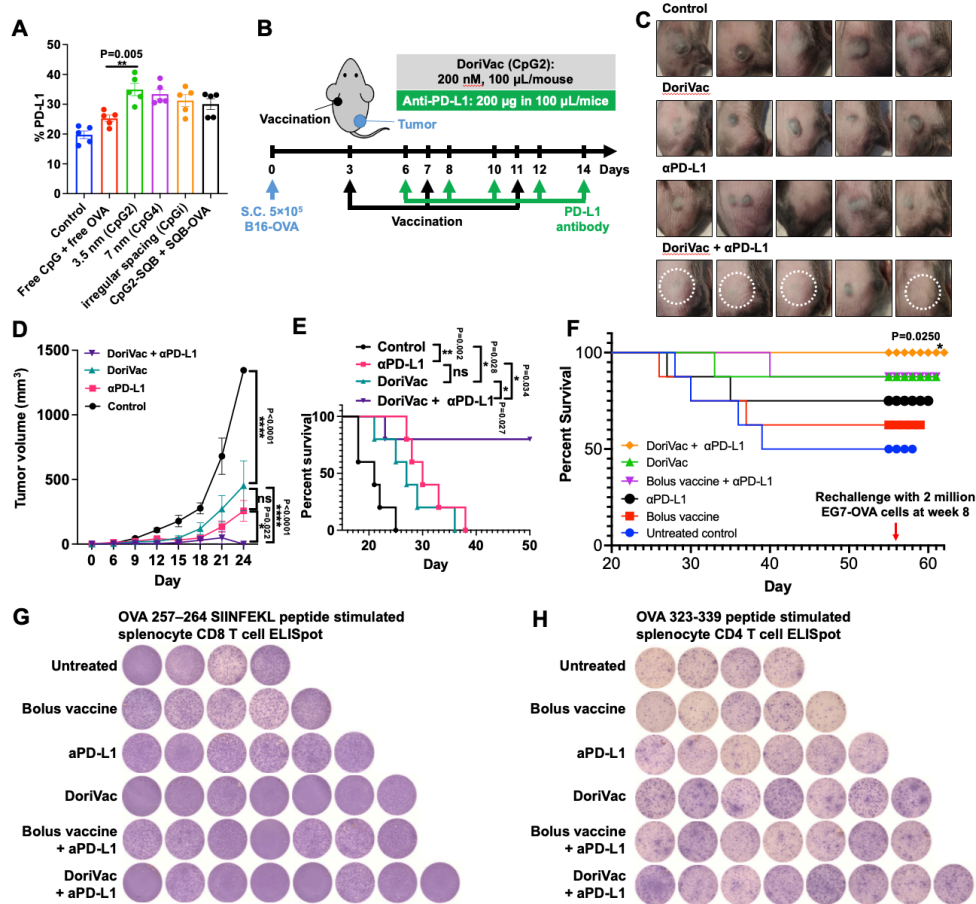 A
P=0.005
**
% PD-L1
50
40
30
20
10
0
Control
Free CpG + free OVA
3.5 nm (CpG2)
7 nm (CpG4)
irregular spacing (CpGi)
CpG2-SQB + SQB-OVA
B
DoriVac (CpG2):
200 nM, 100 µL/mouse
Anti-PD-L1: 200 µg in 100 µL/mice
Vaccination
Tumor
0 3 6 7 8 10 11 12 14 Days
S.C. 5×10⁵
B16-OVA
Vaccination
PD-L1
antibody
C
Control
DoriVac
αPD-L1
DoriVac + αPD-L1
D
Tumor volume (mm³)
1500
1000
500
0
DoriVac + αPD-L1
DoriVac
αPD-L1
Control
P<0.0001
****
ns
P=0.022
*
P<0.0001
****
0 6 9 12 15 18 21 24
Day
E
Control
αPD-L1
DoriVac
DoriVac + αPD-L1
P=0.002
**
ns
P=0.028
*
*
P=0.034
*
P=0.027
Percent survival
100
50
0
20 30 40 50
Day
F
P=0.0250
*
Percent Survival
100
50
0
DoriVac + αPD-L1
DoriVac
Bolus vaccine + αPD-L1
αPD-L1
Bolus vaccine
Untreated control
Rechallenge with 2 million
EG7-OVA cells at week 8
20 30 40 50 60
Day
G
OVA 257–264 SIINFEKL peptide stimulated
splenocyte CD8 T cell ELISpot
Untreated
Bolus vaccine
aPD-L1
DoriVac
Bolus vaccine
+ aPD-L1
DoriVac
+ aPD-L1
H
OVA 323-339 peptide stimulated
splenocyte CD4 T cell ELISpot
Untreated
Bolus vaccine
aPD-L1
DoriVac
Bolus vaccine
+ aPD-L1
DoriVac
+ aPD-L1